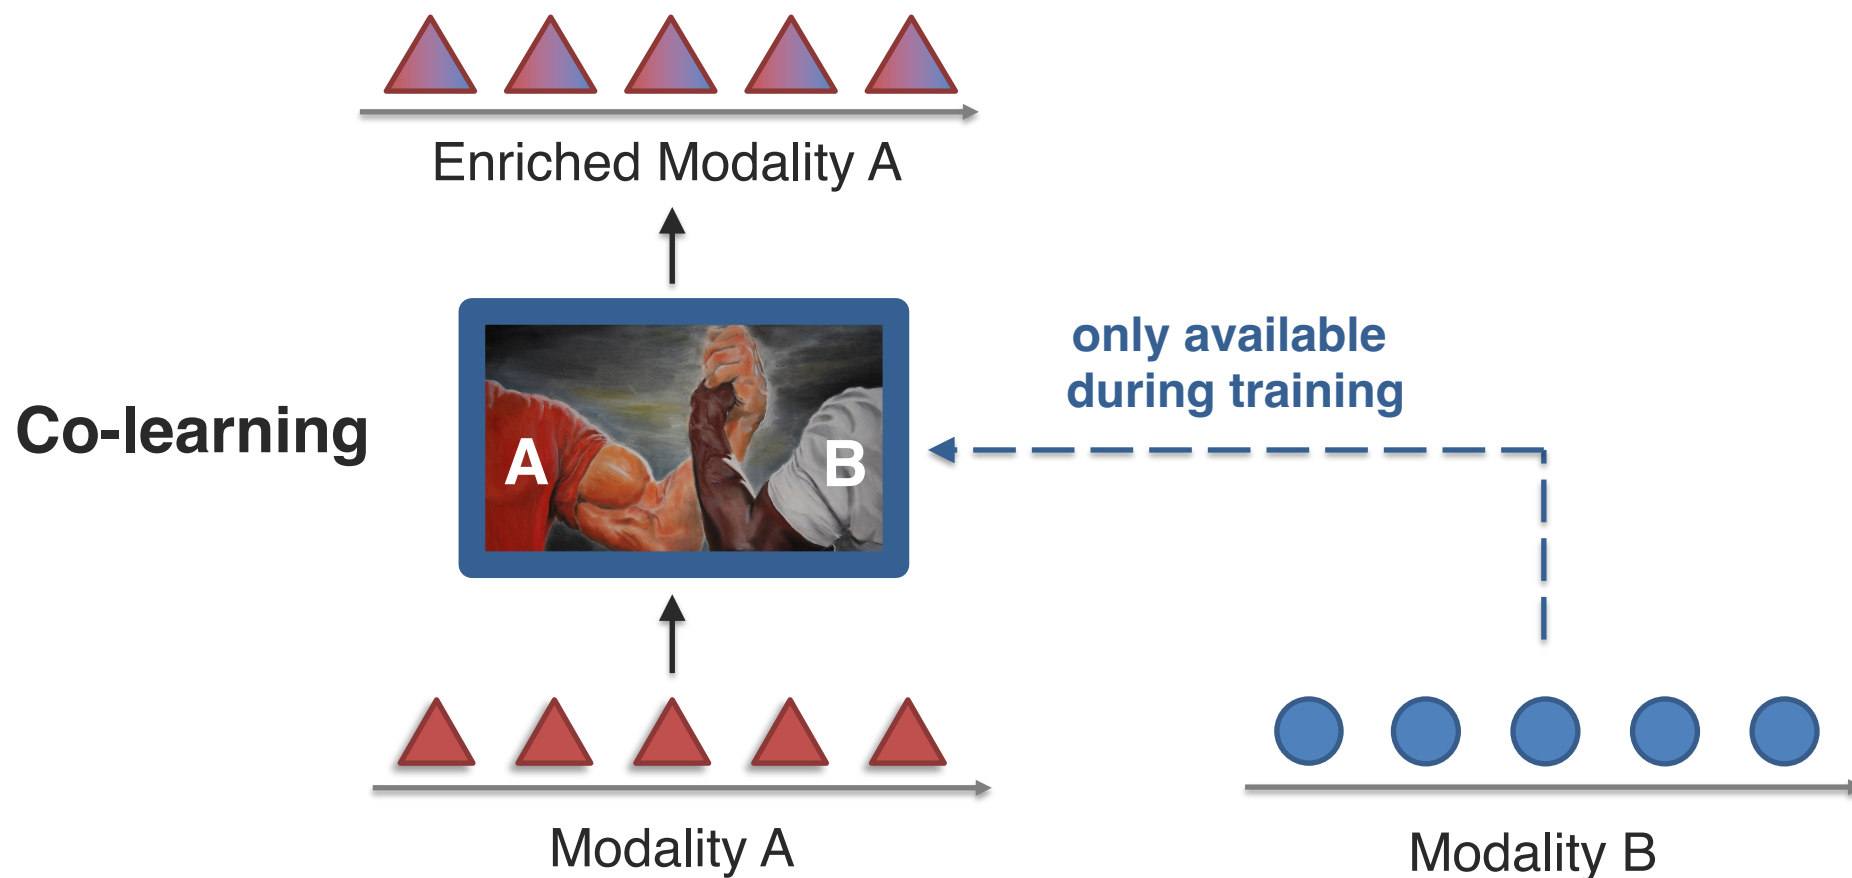 Enriched Modality A
only available
during training
Co-learning
A
B
Modality A
Modality B